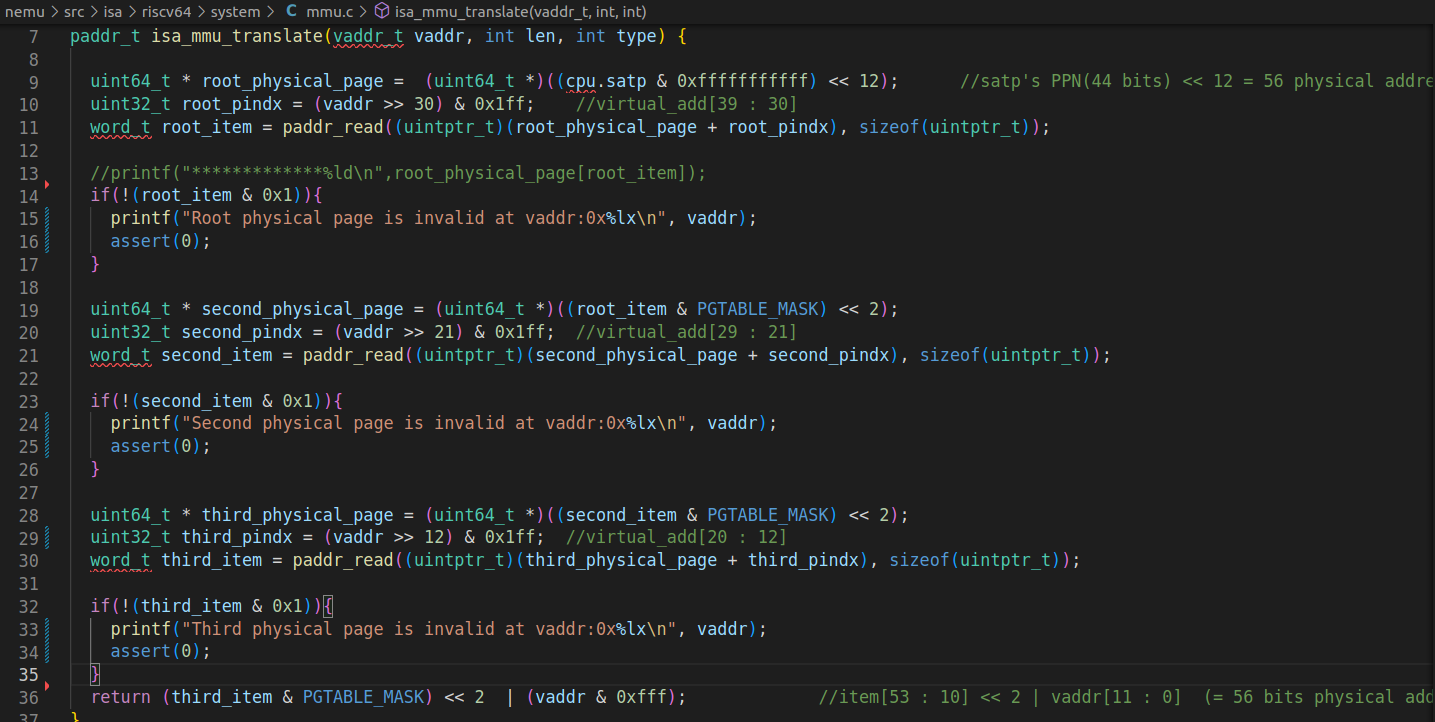 nemu > src > isa > riscv64 > system > C mmu.c > isa_mmu_translate(vaddr_t, int, int)
7 paddr_t isa_mmu_translate(vaddr_t vaddr, int len, int type) {
8
9 uint64_t * root_physical_page =  (uint64_t *)((cpu.satp & 0xfffffffffff) << 12);      //satp's PPN(44 bits) << 12 = 56 physical addre
10 uint32_t root_pindx = (vaddr >> 30) & 0x1ff;  //virtual_add[39 : 30]
11 word_t root_item = paddr_read((uintptr_t)(root_physical_page + root_pindx), sizeof(uintptr_t));
12
13 //printf("*************%ld\n",root_physical_page[root_item]);
14 if(!(root_item & 0x1)){
15 printf("Root physical page is invalid at vaddr:0x%lx\n", vaddr);
16 assert(0);
17 }
18
19 uint64_t * second_physical_page = (uint64_t *)((root_item & PGTABLE_MASK) << 2);
20 uint32_t second_pindx = (vaddr >> 21) & 0x1ff;  //virtual_add[29 : 21]
21 word_t second_item = paddr_read((uintptr_t)(second_physical_page + second_pindx), sizeof(uintptr_t));
22
23 if(!(second_item & 0x1)){
24 printf("Second physical page is invalid at vaddr:0x%lx\n", vaddr);
25 assert(0);
26 }
27
28 uint64_t * third_physical_page = (uint64_t *)((second_item & PGTABLE_MASK) << 2);
29 uint32_t third_pindx = (vaddr >> 12) & 0x1ff;  //virtual_add[20 : 12]
30 word_t third_item = paddr_read((uintptr_t)(third_physical_page + third_pindx), sizeof(uintptr_t));
31
32 if(!(third_item & 0x1)){
33 printf("Third physical page is invalid at vaddr:0x%lx\n", vaddr);
34 assert(0);
35 }
36 return (third_item & PGTABLE_MASK) << 2  | (vaddr & 0xfff);             //item[53 : 10] << 2 | vaddr[11 : 0]  (= 56 bits physical add
37 }